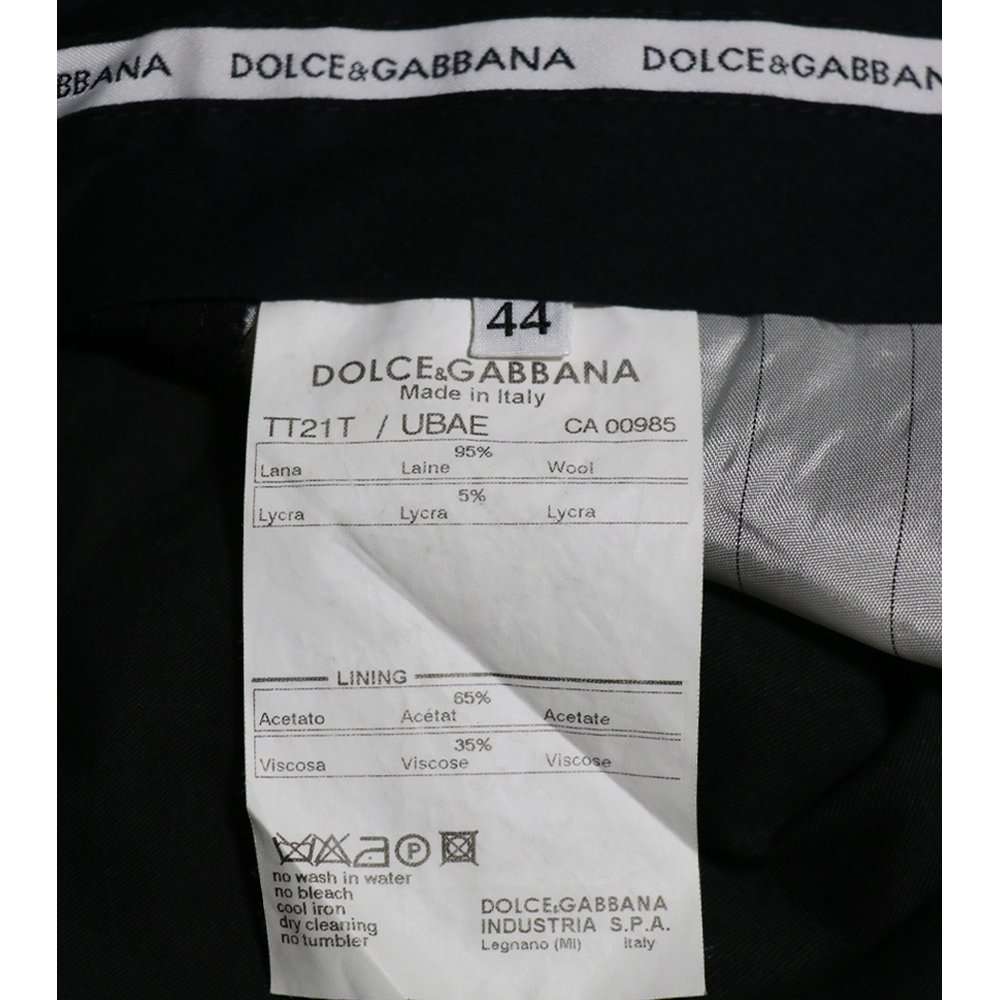 BBANA DOLCE&GABBANA DOLCE&GABBAN
44
DOLCE&GABBANA
Made in Italy
TT21T / UBAE CA 00985
95%
Lana Laine Wool
5%
Lycra Lycra Lycra
LINING
65%
Acetato Acétat Acetate
35%
Viscosa Viscose Viscose
P
no wash in water
no bleach
cool iron
dry cleaning
no tumbler
DOLCE&GABBANA
INDUSTRIA S.P.A.
Legnano (MI) Italy